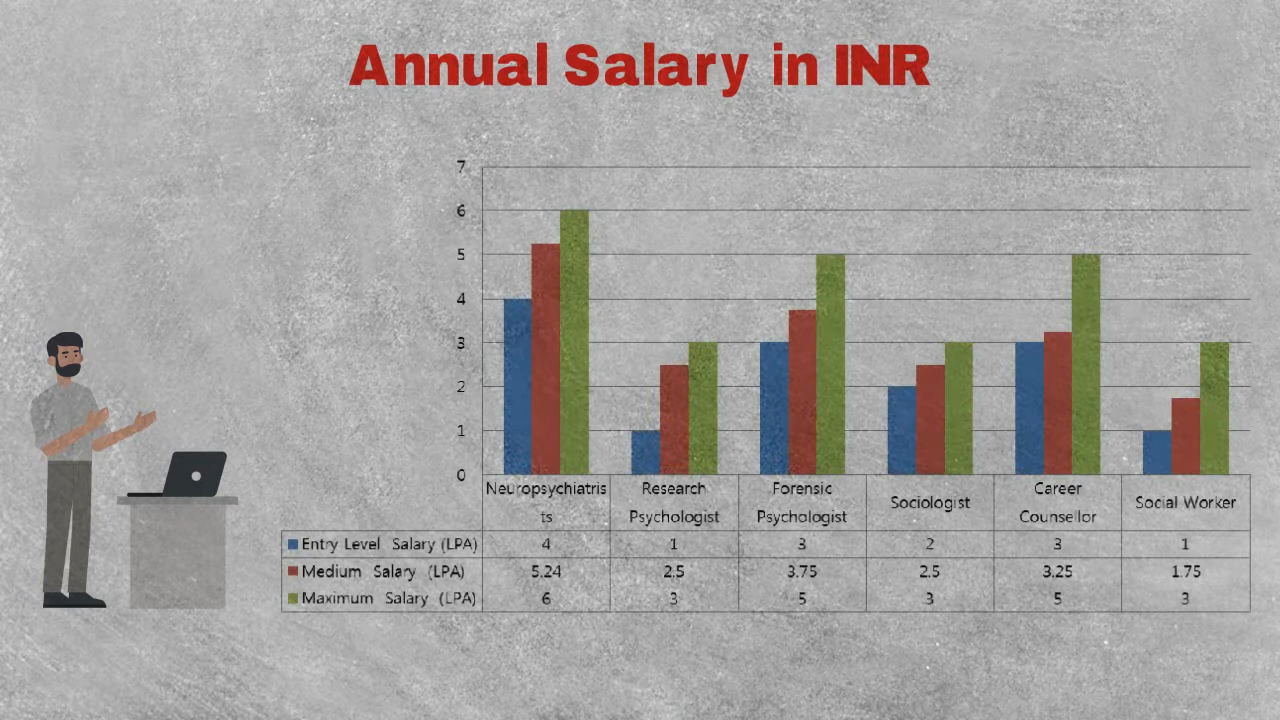 Annual Salary in INR
7
6
5
4
3
2
1
0
Neuropsychiatris
ts
Research
Psychologist
Forensic
Psychologist
Sociologist
Career
Counsellor
Social Worker
Entry Level Salary (LPA) 4 1 3 2 3 1
Medium Salary (LPA) 5.24 2.5 3.75 2.5 3.25 1.75
Maximum Salary (LPA) 6 3 5 3 5 3